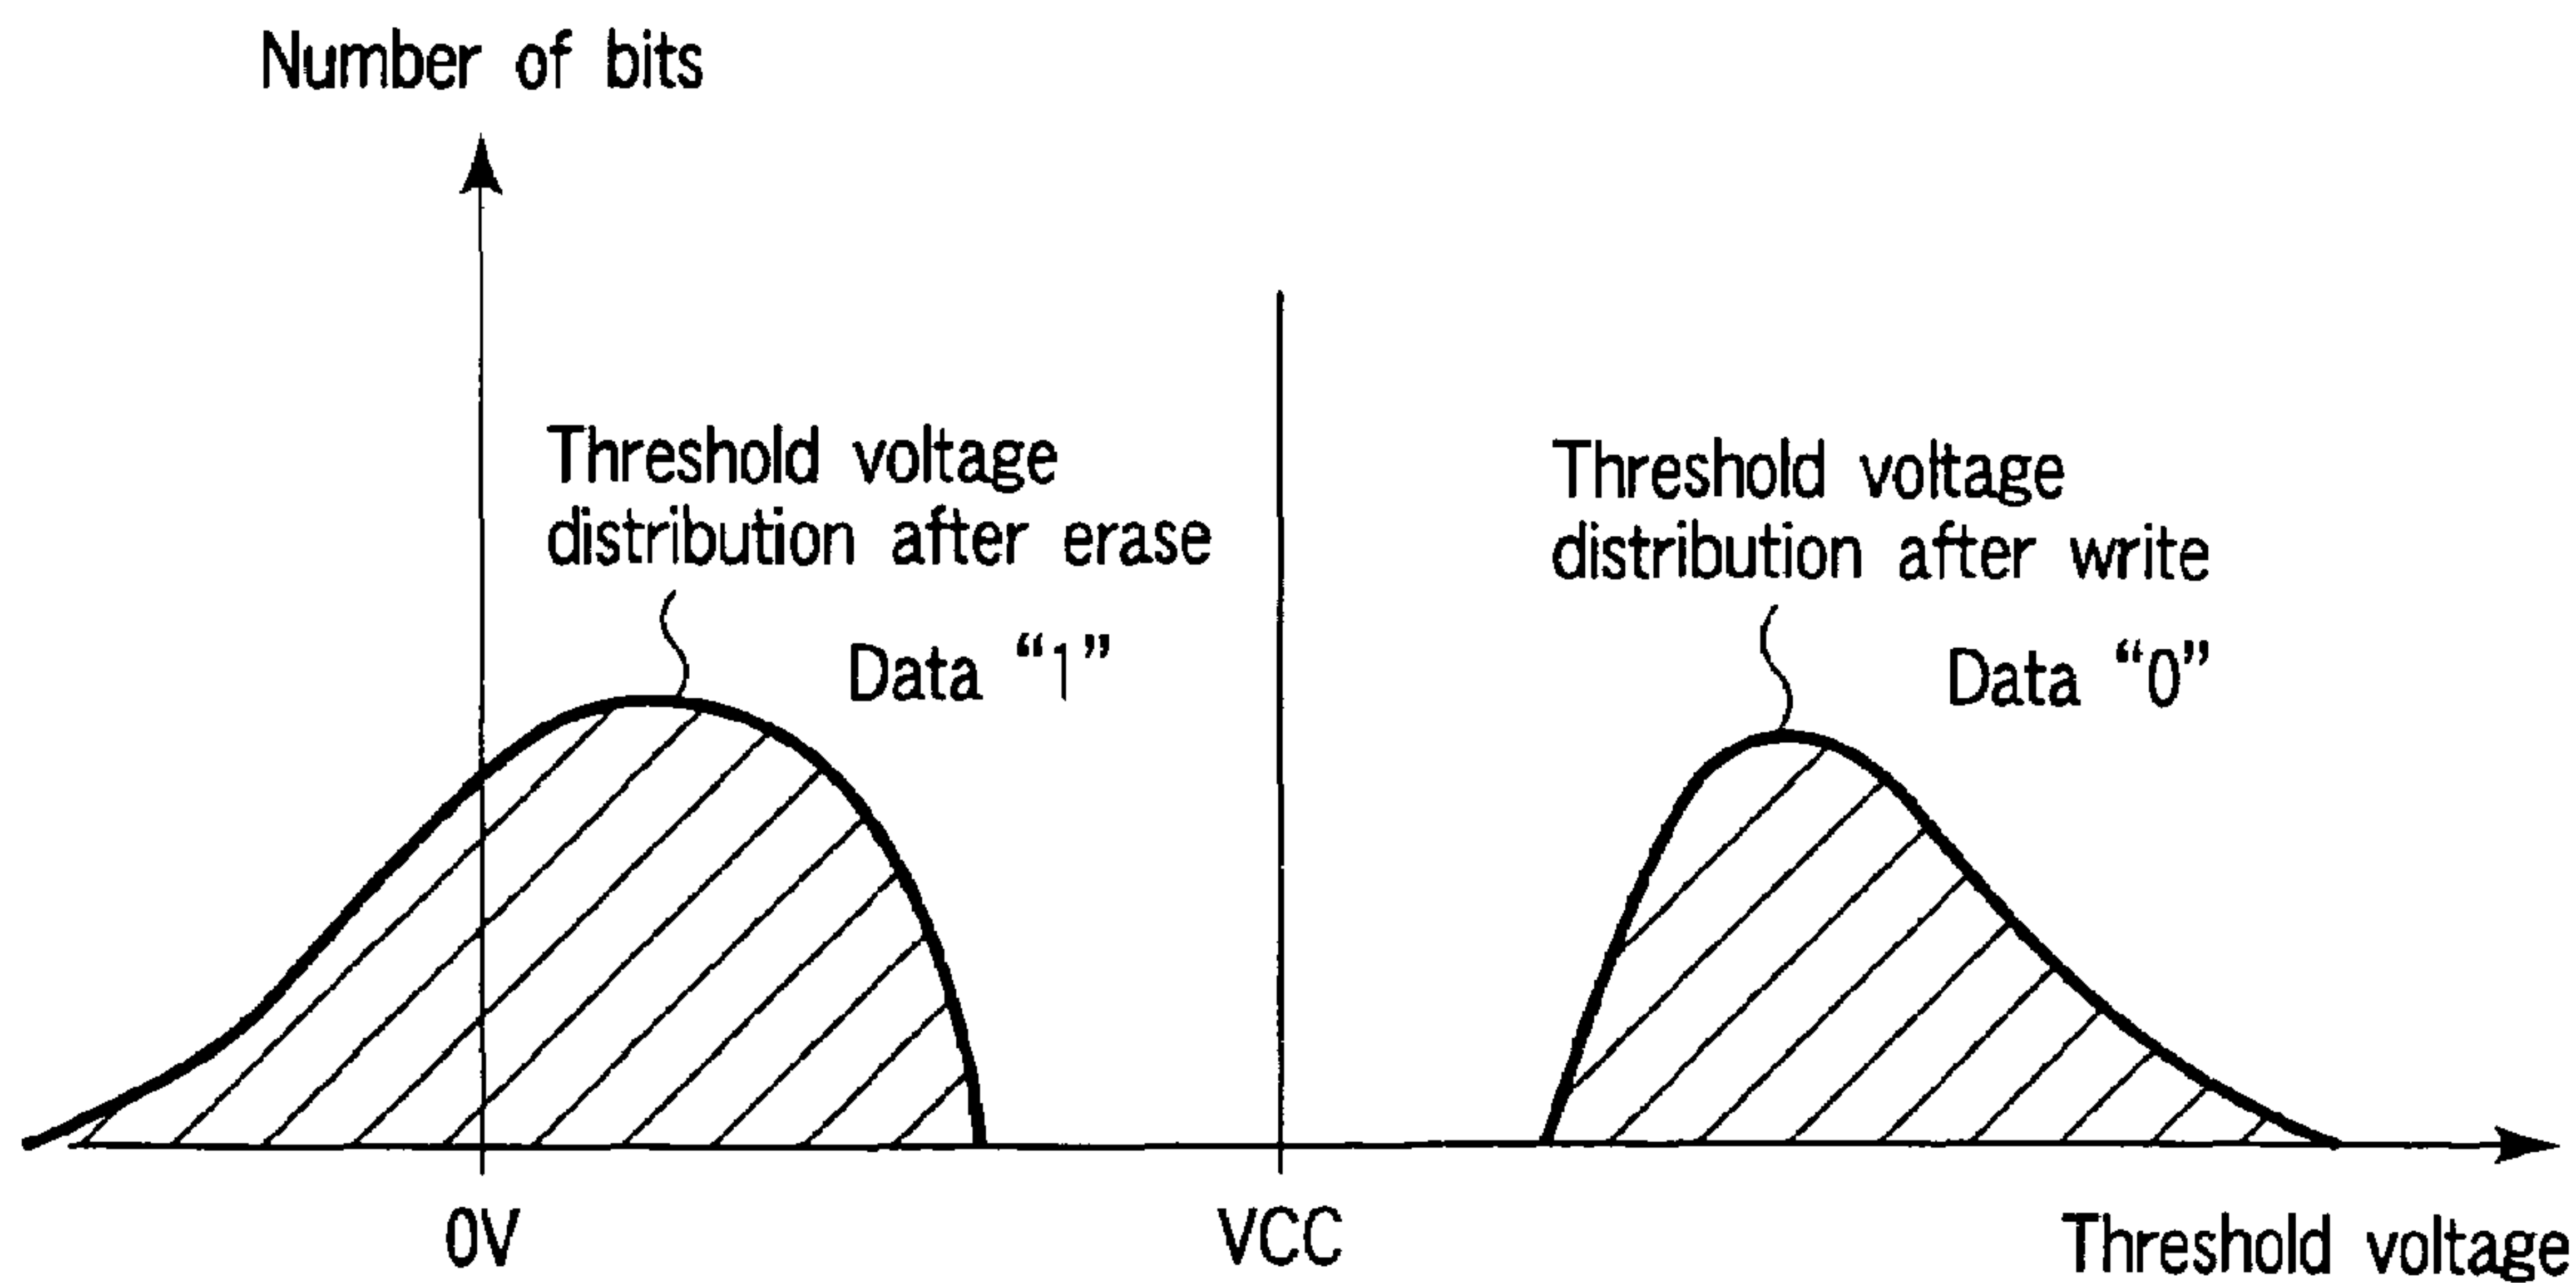 Number of bits
Threshold voltage
distribution after erase
Data “1”
Threshold voltage
distribution after write
Data “0”
0V
VCC
Threshold voltage